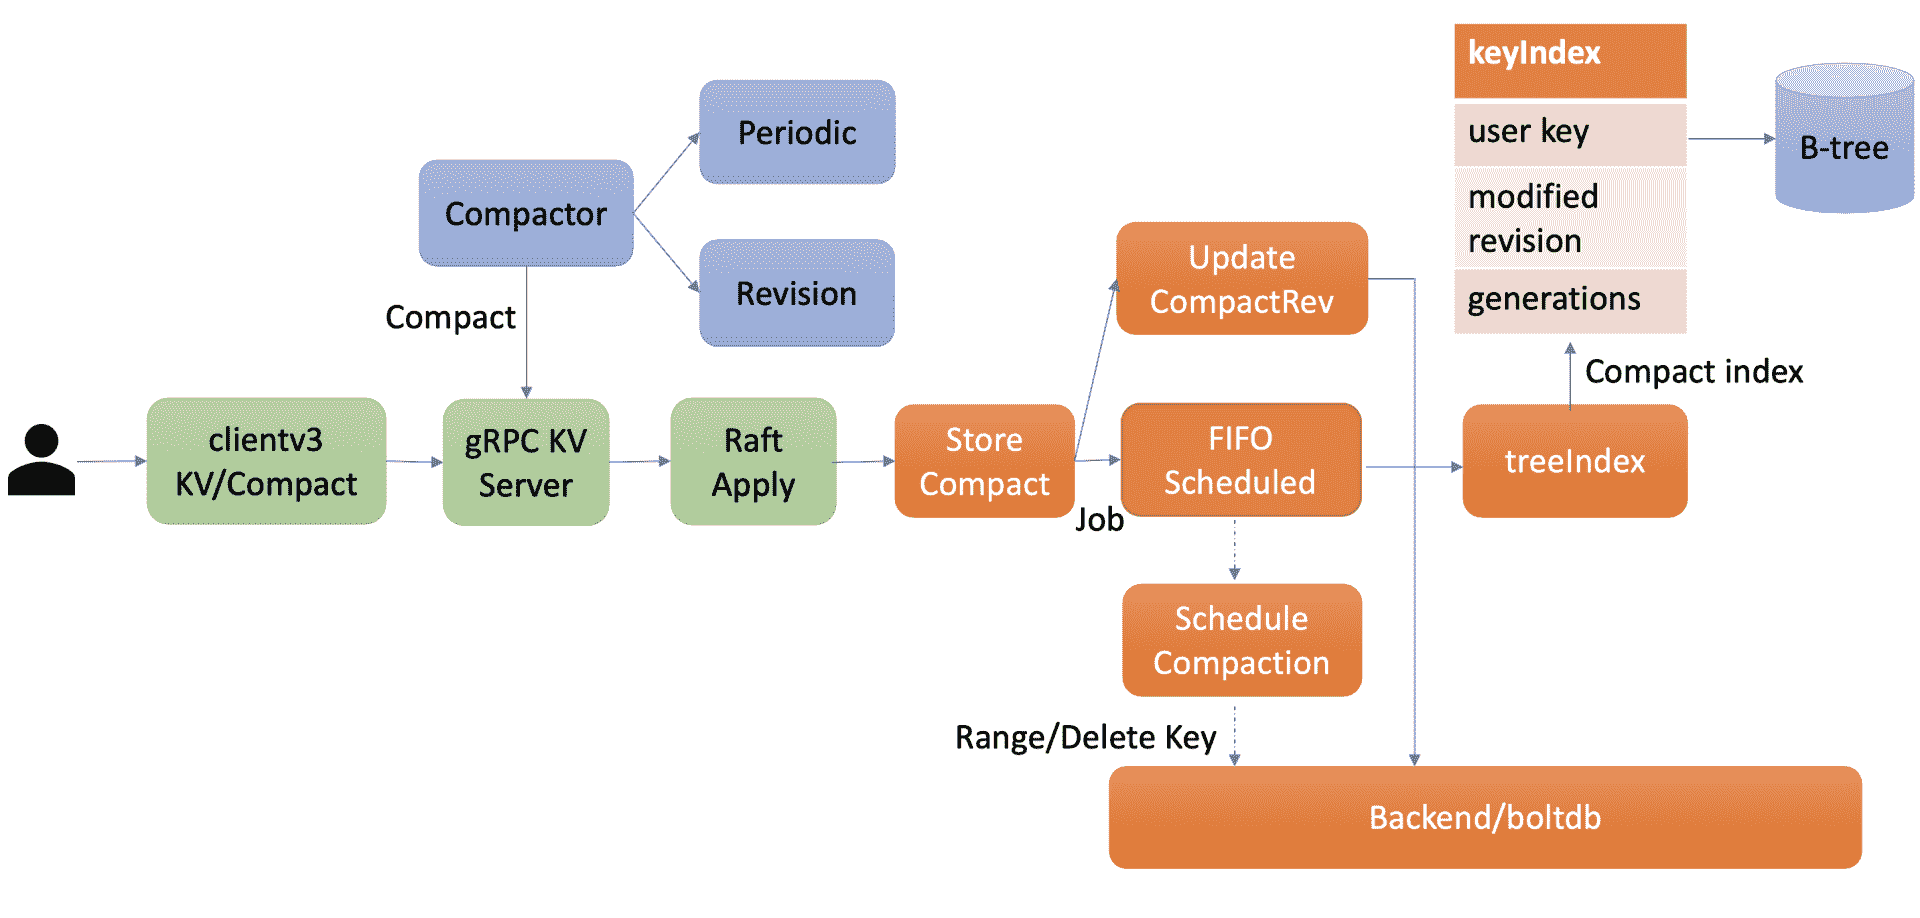 keyIndex
user key
modified
revision
generations
B-tree
Periodic
Compactor
Revision
Compact
Update
CompactRev
Compact index
clientv3
KV/Compact
gRPC KV
Server
Raft
Apply
Store
Compact
Job
FIFO
Scheduled
treeIndex
Schedule
Compaction
Range/Delete Key
Backend/boltdb